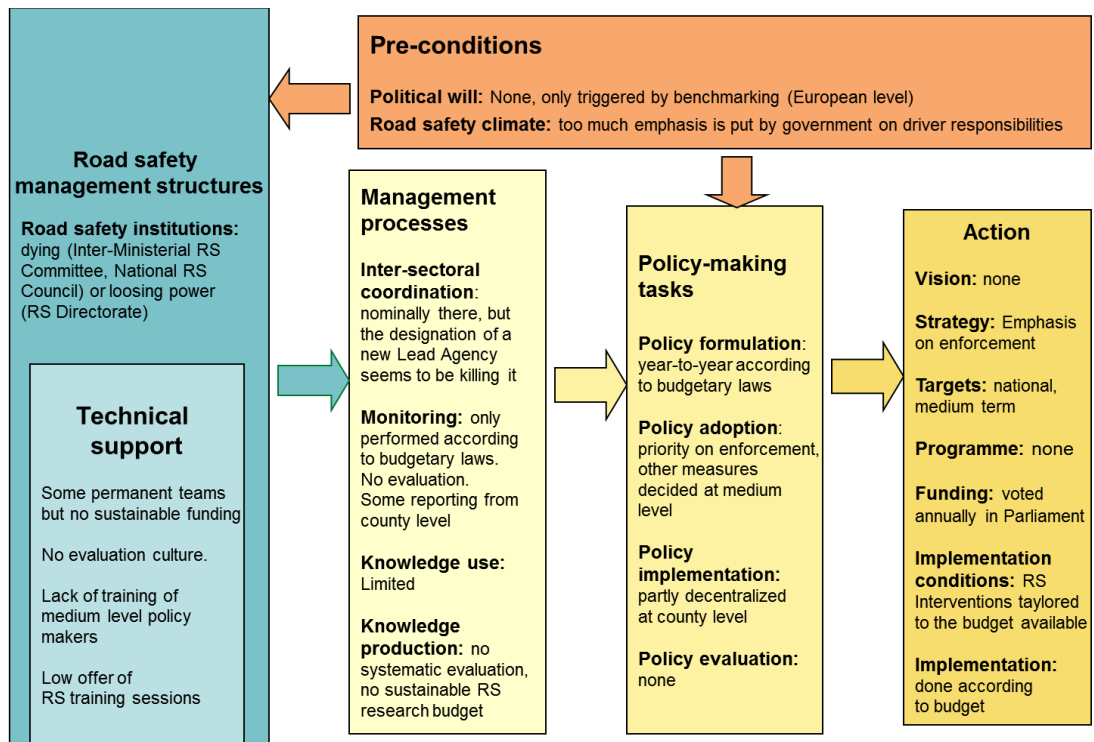 Pre-conditions
Political will: None, only triggered by benchmarking (European level)
Road safety climate: too much emphasis is put by government on driver responsibilities
Road safety
management structures
Road safety institutions:
dying (Inter-Ministerial RS
Committee, National RS
Council) or loosing power
(RS Directorate)
Technical
support
Some permanent teams
but no sustainable funding
No evaluation culture.
Lack of training of
medium level policy
makers
Low offer of
RS training sessions
Management
processes
Inter-sectoral
coordination:
nominally there, but
the designation of a
new Lead Agency
seems to be killing it
Monitoring: only
performed according
to budgetary laws.
No evaluation.
Some reporting from
county level
Knowledge use:
Limited
Knowledge
production: no
systematic evaluation,
no sustainable RS
research budget
Policy-making
tasks
Policy formulation:
year-to-year according
to budgetary laws
Policy adoption:
priority on enforcement,
other measures
decided at medium
level
Policy
implementation:
partly decentralized
at county level
Policy evaluation:
none
Action
Vision: none
Strategy: Emphasis
on enforcement
Targets: national,
medium term
Programme: none
Funding: voted
annually in Parliament
Implementation
conditions: RS
Interventions taylored
to the budget available
Implementation:
done according
to budget